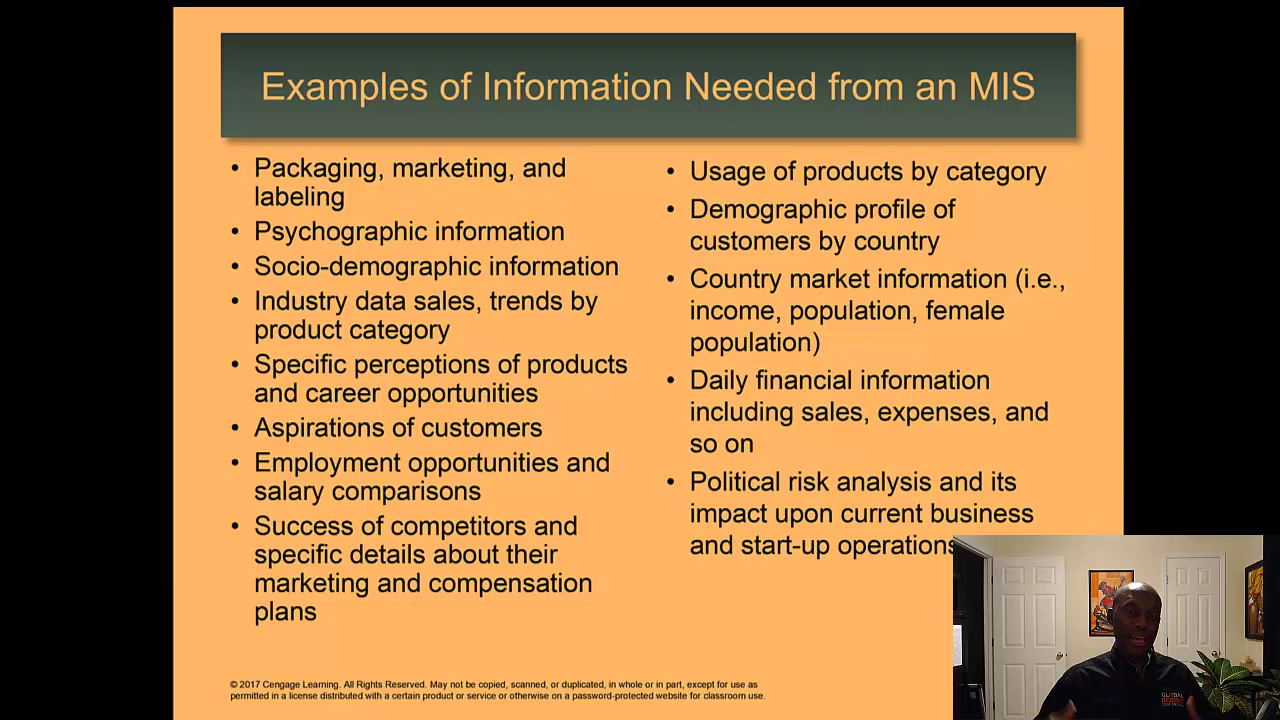 Examples of Information Needed from an MIS
• Packaging, marketing, and
labeling
• Psychographic information
• Socio-demographic information
• Industry data sales, trends by
product category
• Specific perceptions of products
and career opportunities
• Aspirations of customers
• Employment opportunities and
salary comparisons
• Success of competitors and
specific details about their
marketing and compensation
plans
• Usage of products by category
• Demographic profile of
customers by country
• Country market information (i.e.,
income, population, female
population)
• Daily financial information
including sales, expenses, and
so on
• Political risk analysis and its
impact upon current business
and start-up operations
© 2017 Cengage Learning. All Rights Reserved. May not be copied, scanned, or duplicated, in whole or in part, except for use as
permitted in a license distributed with a certain product or service or otherwise on a password-protected website for classroom use.
GLOBAL